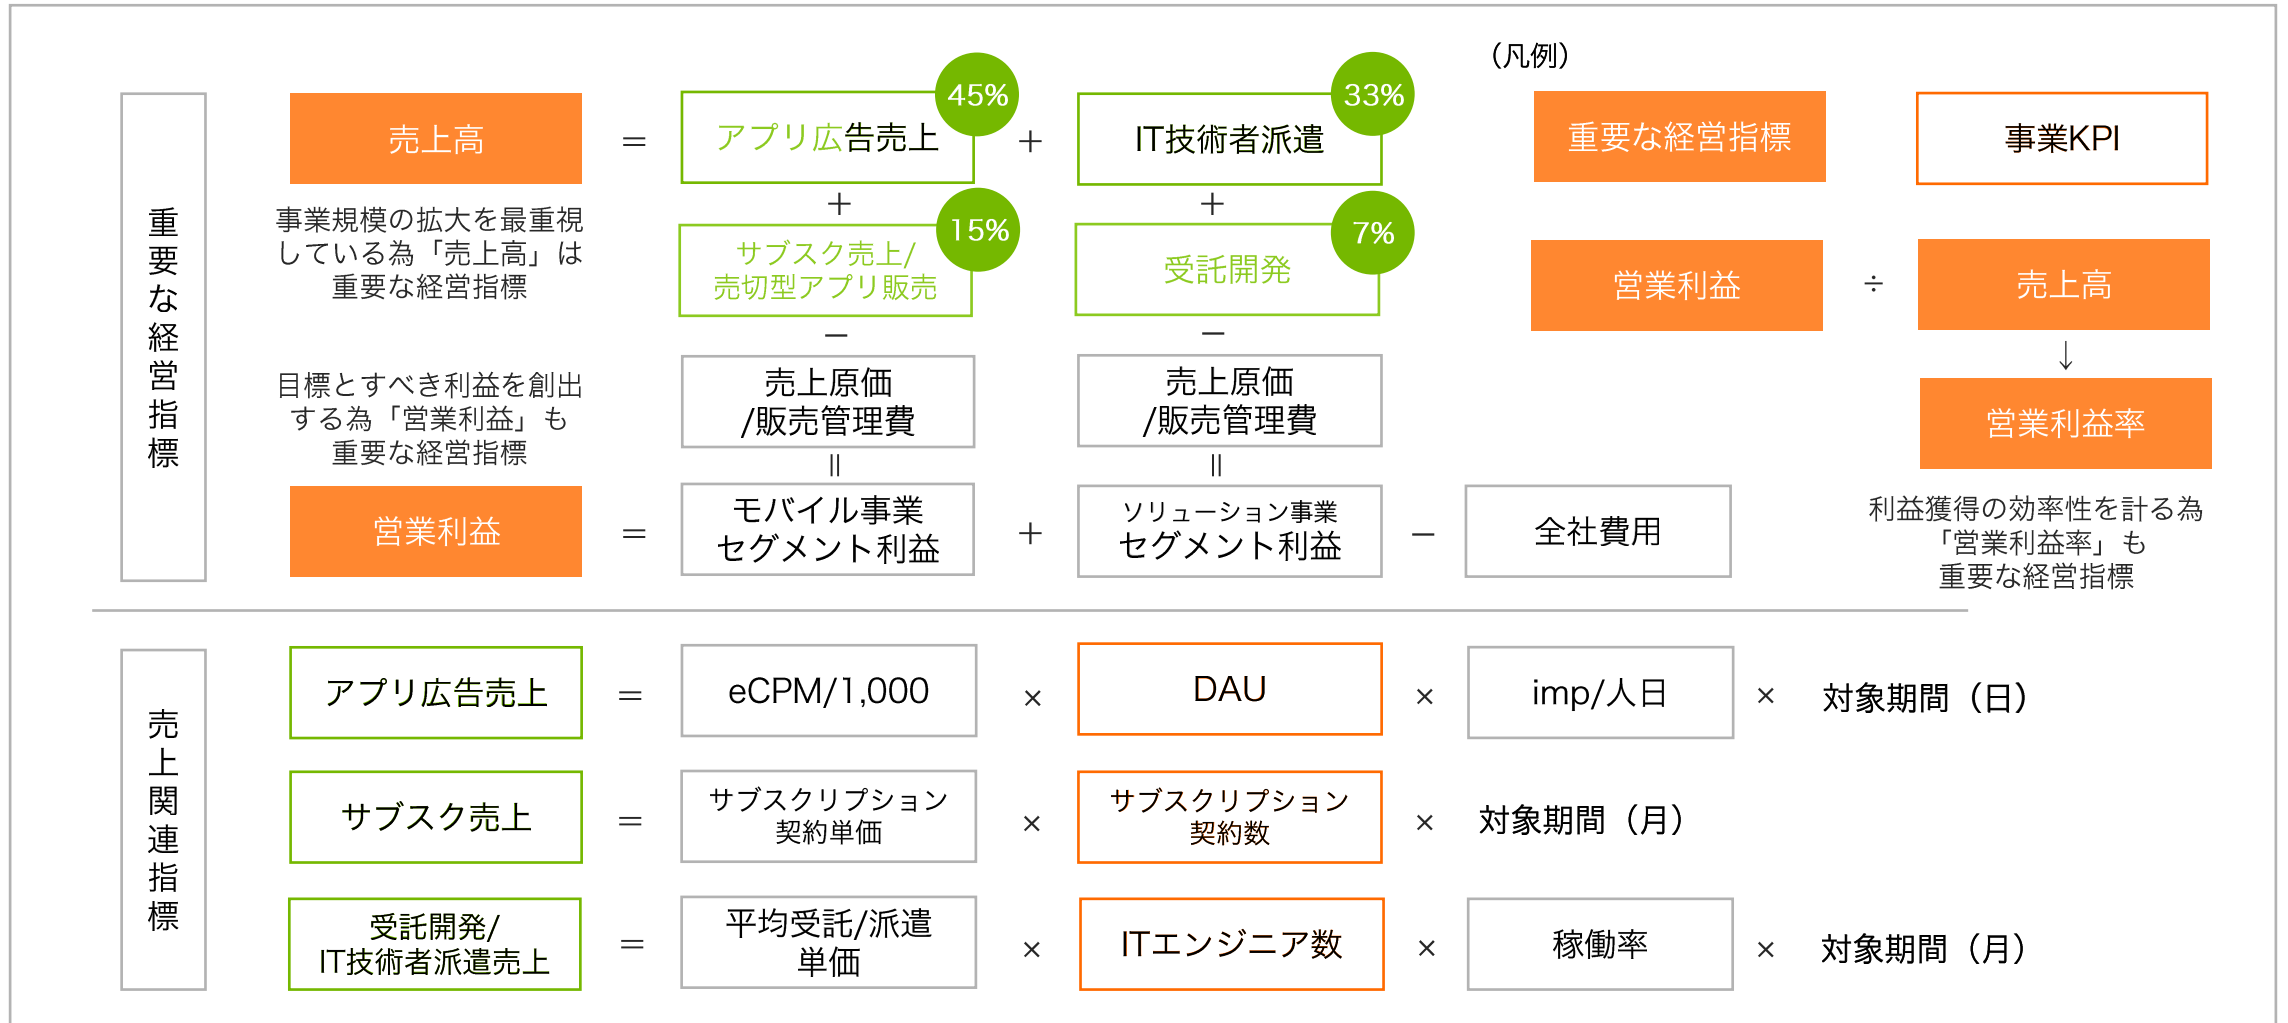 重要な経営指標
売上高
=
アプリ広告売上
45%
+
IT技術者派遣
33%
（凡例）
重要な経営指標
事業KPI
事業規模の拡大を最重視
している為「売上高」は
重要な経営指標
+
+
サブスク売上/
売切型アプリ販売
15%
受託開発
7%
営業利益
÷
売上高
−
−
↓
目標とすべき利益を創出
する為「営業利益」も
重要な経営指標
売上原価
/販売管理費
売上原価
/販売管理費
営業利益率
=
=
営業利益
=
モバイル事業
セグメント利益
+
ソリューション事業
セグメント利益
−
全社費用
利益獲得の効率性を計る為
「営業利益率」も
重要な経営指標
売上関連指標
アプリ広告売上
=
eCPM/1,000
×
DAU
×
imp/人日
×
対象期間（日）
サブスク売上
=
サブスクリプション
契約単価
×
サブスクリプション
契約数
×
対象期間（月）
受託開発/
IT技術者派遣売上
=
平均受託/派遣
単価
×
ITエンジニア数
×
稼働率
×
対象期間（月）